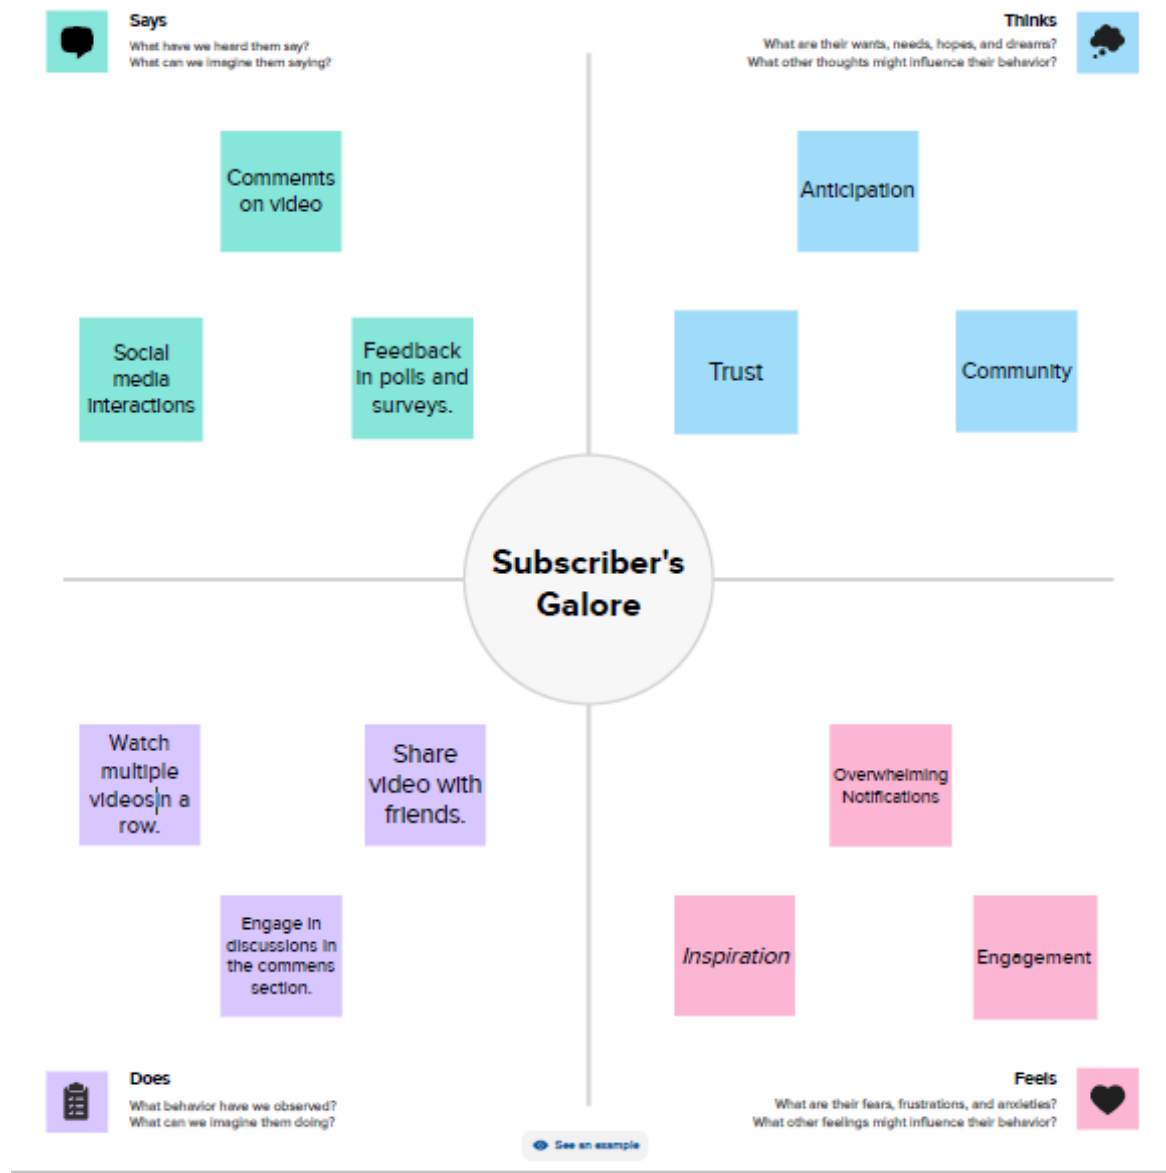 Says
What have we heard them say?
What can we imagine them saying?
Thinks
What are their wants, needs, hopes, and dreams?
What other thoughts might influence their behavior?
Commemts
on video
Social
media
interactions
Feedback
in polls and
surveys.
Anticipation
Trust
Community
Subscriber's
Galore
Watch
multiple
videosin a
row.
Share
video with
friends.
Engage in
discussions in
the commens
section.
Overwhelming
Notifications
Inspiration
Engagement
Does
What behavior have we observed?
What can we imagine them doing?
Feels
What are their fears, frustrations, and anxieties?
What other feelings might influence their behavior?
See an example